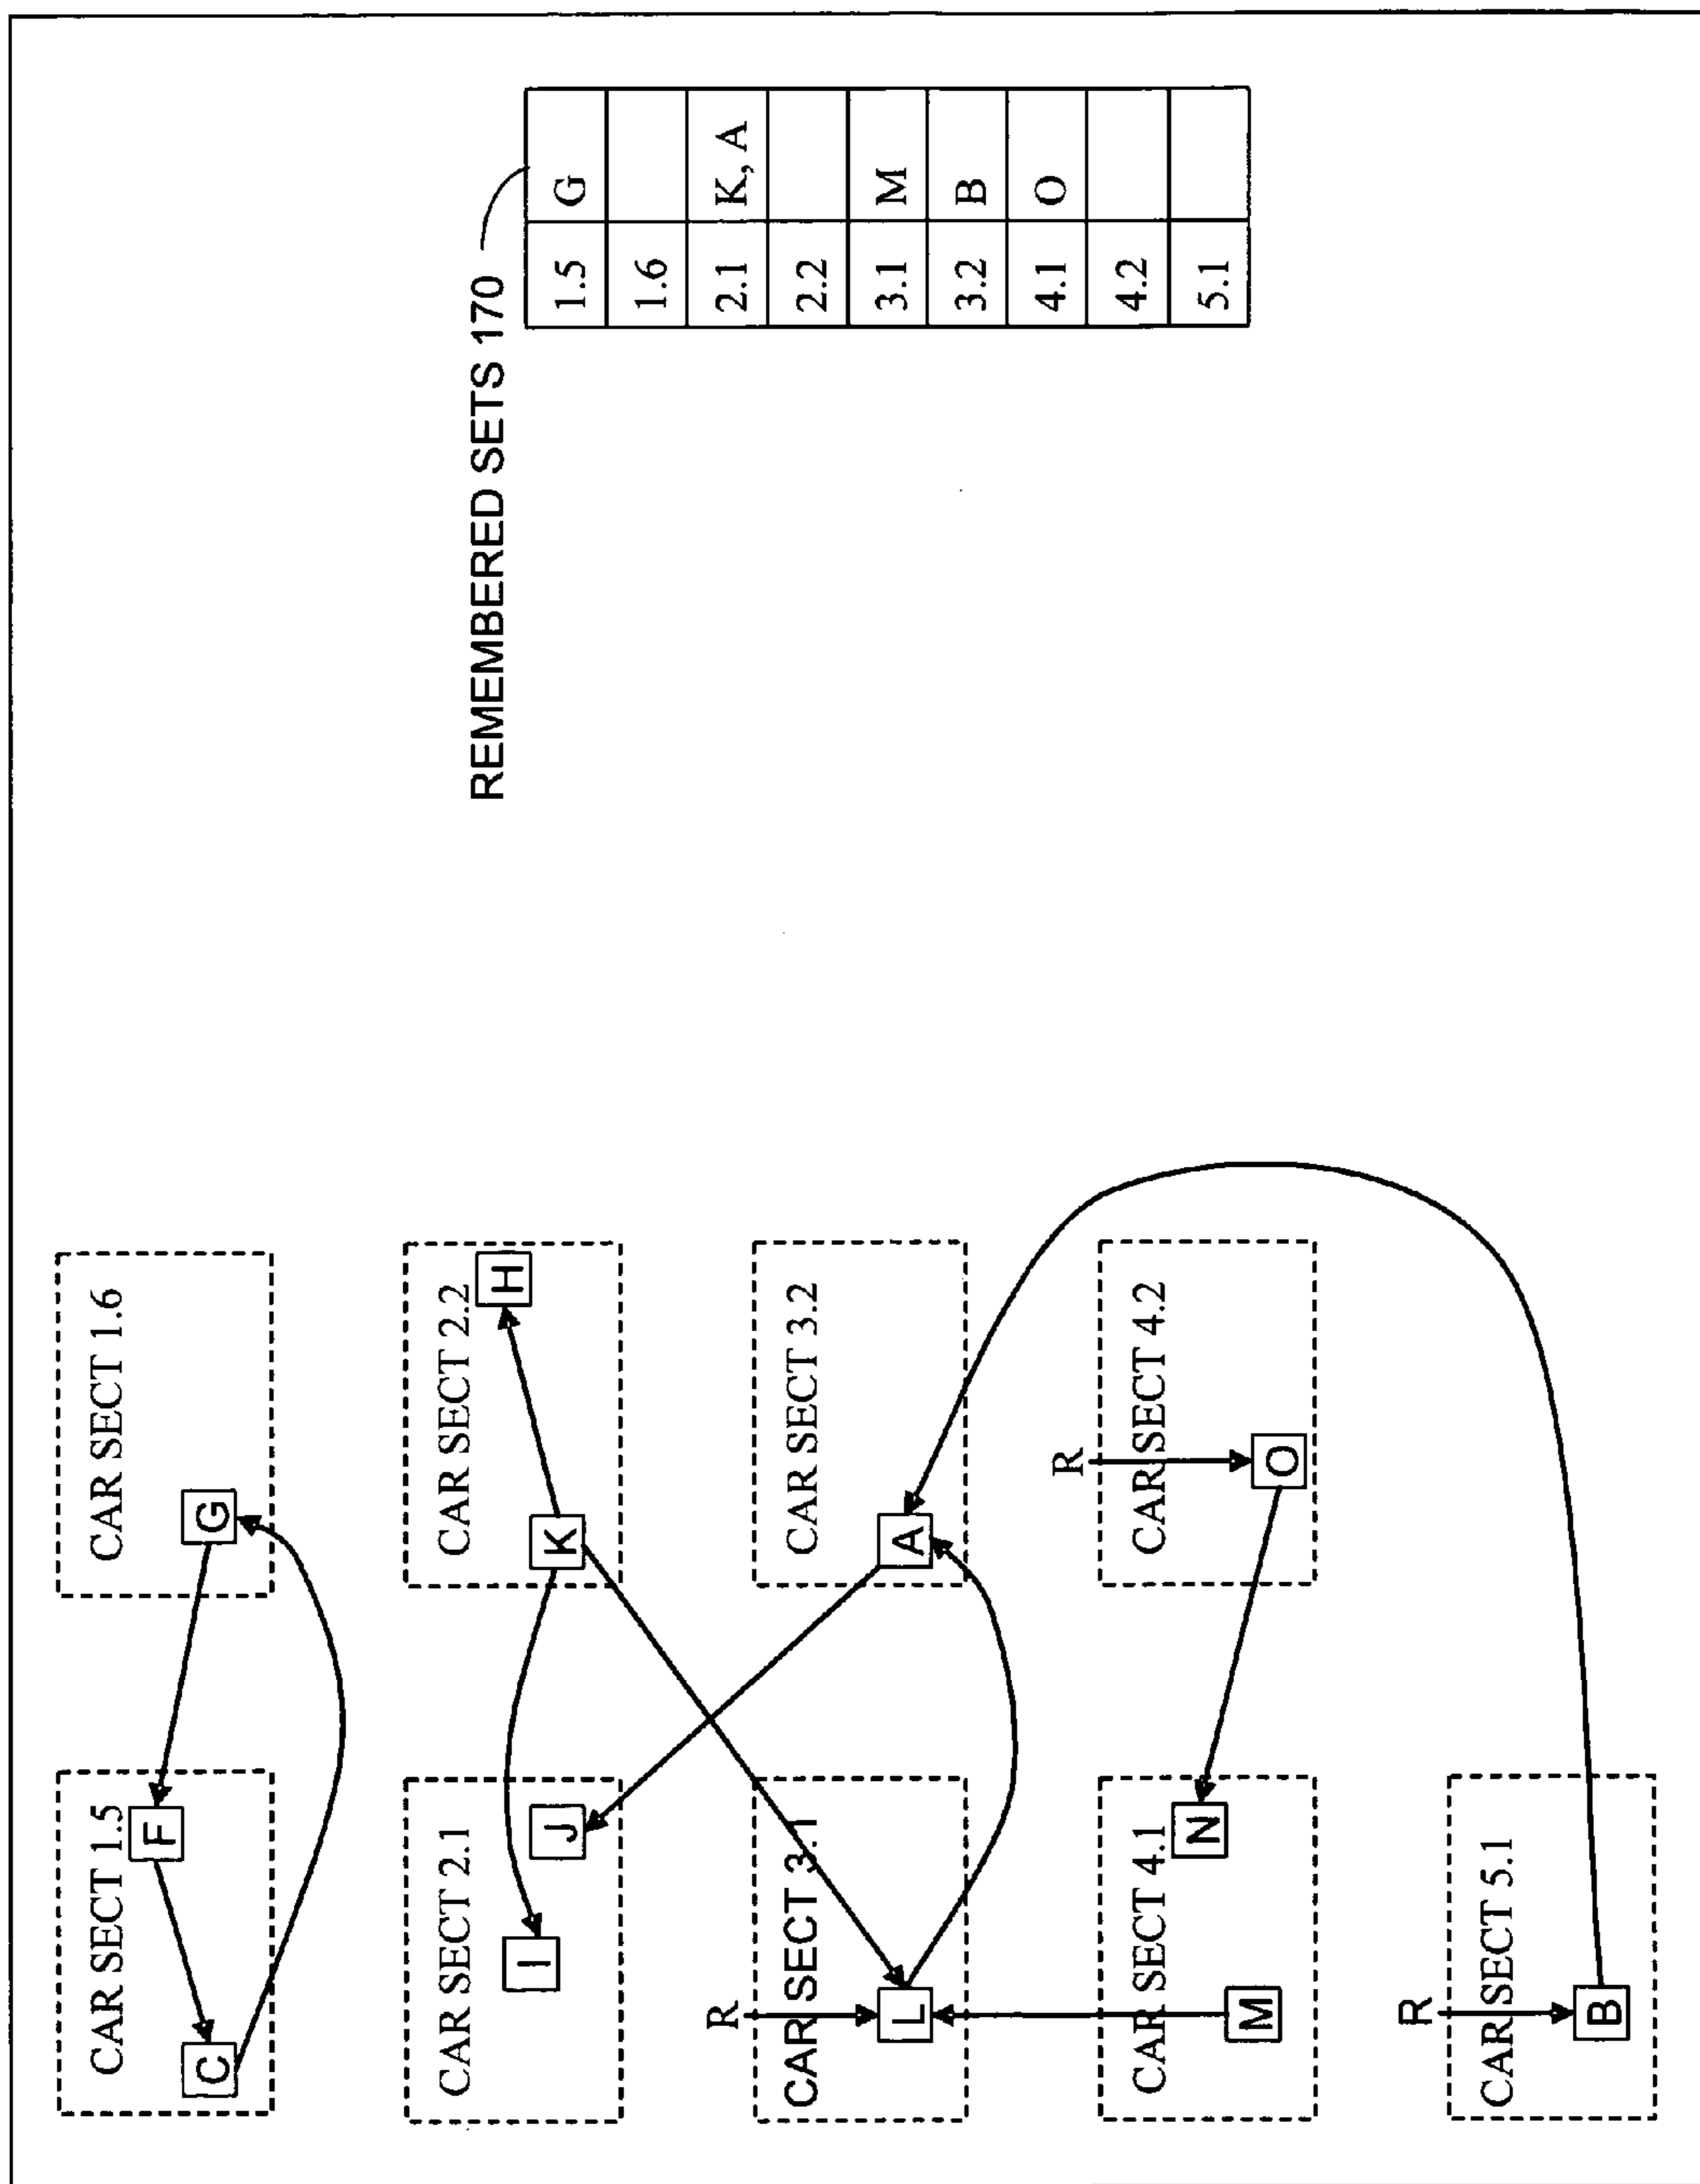 CAR SECT 1.5
CAR SECT 1.6
F
C
G
CAR SECT 2.1
CAR SECT 2.2
H
I
J
K
R
CAR SECT 3.1
CAR SECT 3.2
L
A
R
CAR SECT 4.1
CAR SECT 4.2
N
M
O
R
CAR SECT 5.1
B
REMEMBERED SETS 170
1.5 G
1.6
2.1 K, A
2.2
3.1 M
3.2 B
4.1 O
4.2
5.1